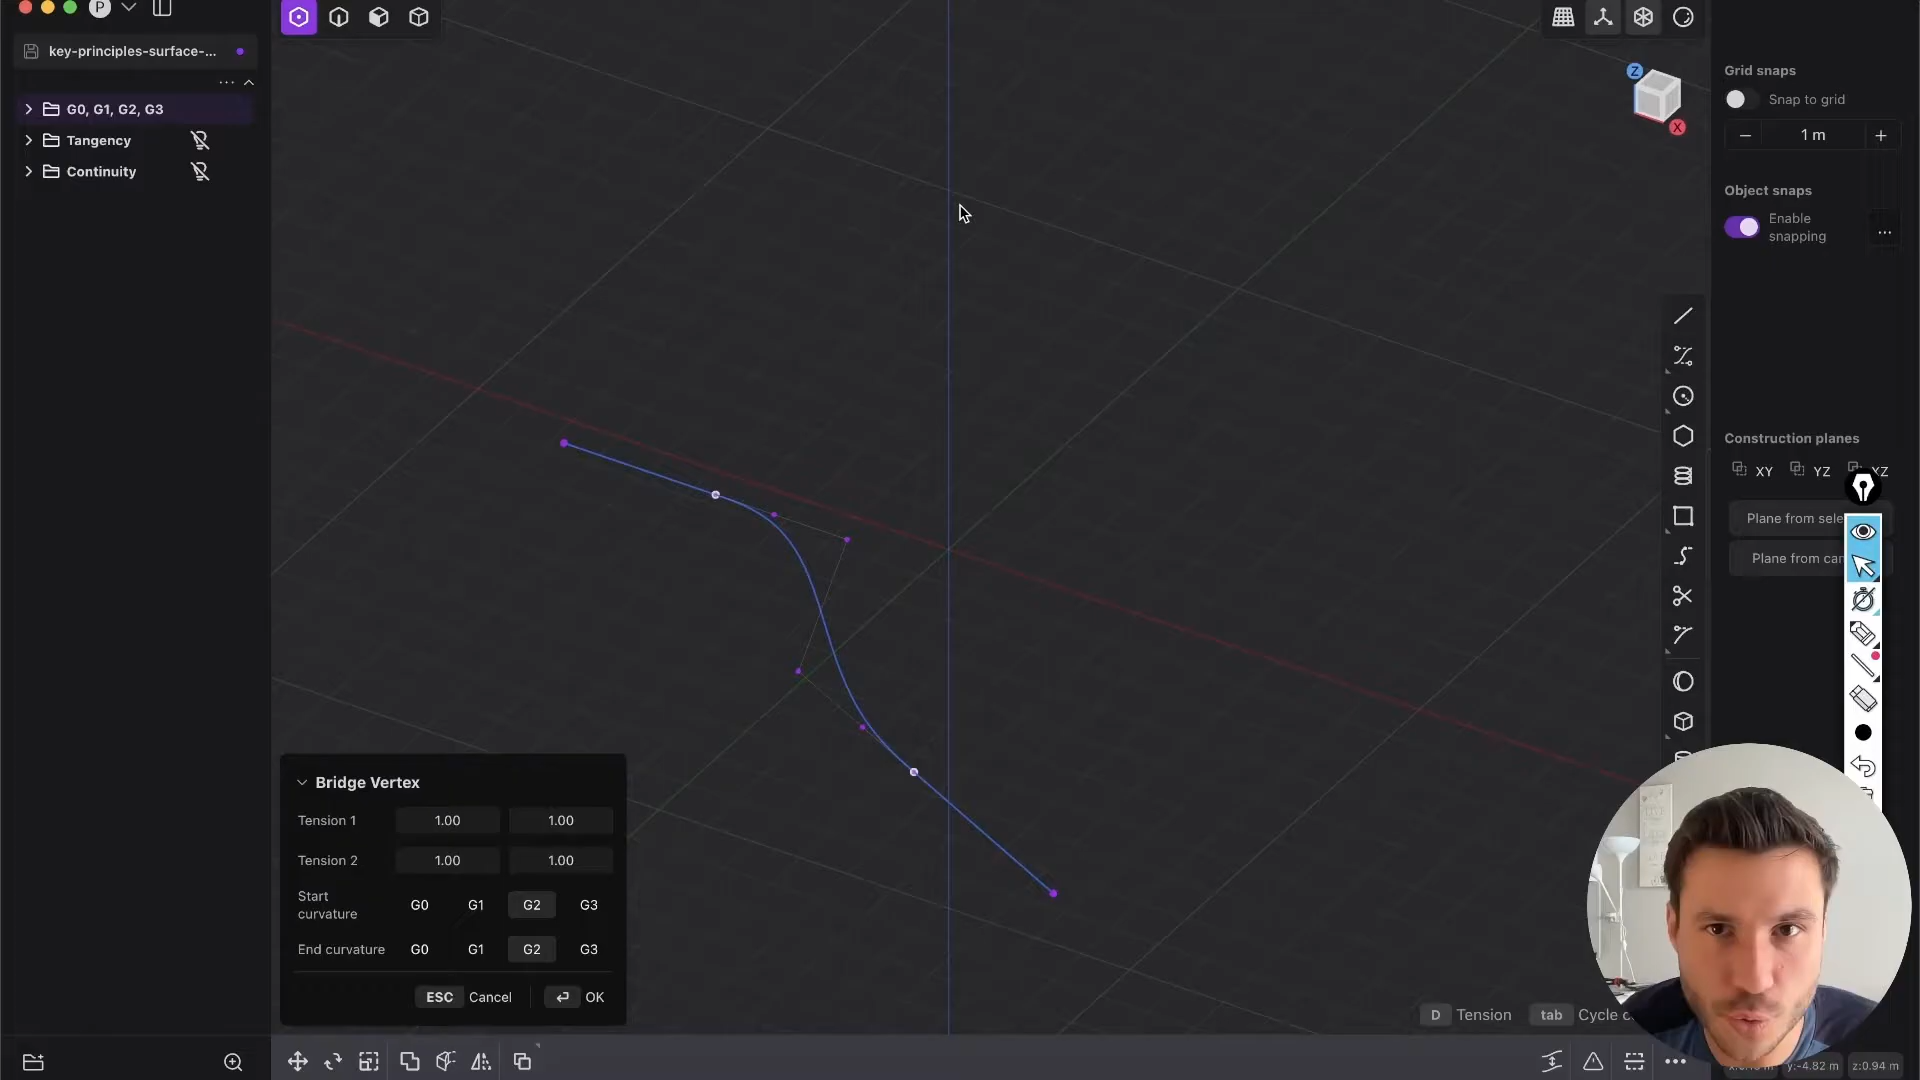 P
key-principles-surface-...
G0, G1, G2, G3
Tangency
Continuity
Z
X
Grid snaps
Snap to grid
1 m
Object snaps
Enable
snapping
Construction planes
XY
YZ
XZ
Plane from sele
Plane from car
Bridge Vertex
Tension 1
1.00
1.00
Tension 2
1.00
1.00
Start
curvature
G0
G1
G2
G3
End curvature
G0
G1
G2
G3
ESC
Cancel
OK
D
Tension
tab
Cycle
y:-4.82 m
z:0.94 m